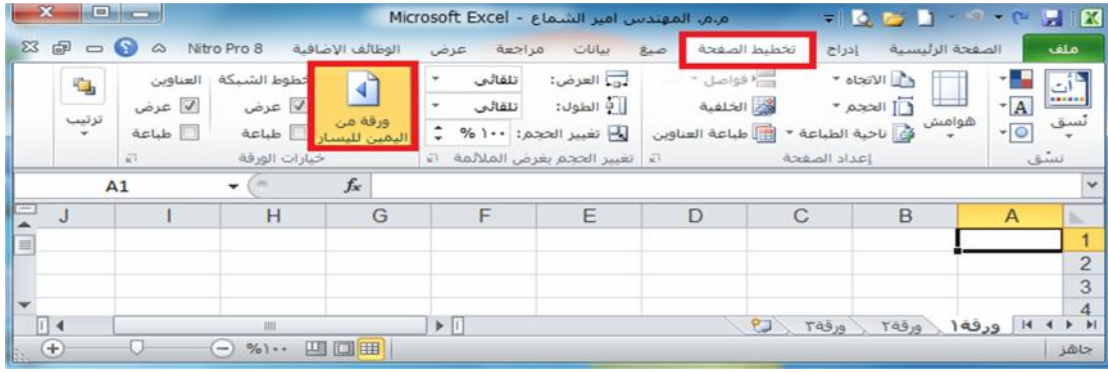 م.م. المهندس امير الشماع - Microsoft Excel
ملف الصفحة الرئيسية إدراج تخطيط الصفحة صيغ بيانات مراجعة عرض الوظائف الإضافية Nitro Pro 8
أت نسق A هوامش الاتجاه فواصل العرض: تلقائي ورقة من اليمين لليسار خطوط الشبكة العناوين ترتيب
الحجم الخلفية الطول: تلقائي عرض عرض
ناحية الطباعة طباعة العناوين تغيير الحجم: ١٠٠ % طباعة طباعة
نسّق إعداد الصفحة تغيير الحجم بغرض الملائمة خيارات الورقة
A1 fx
A B C D E F G H I J
1
2
3
4
ورقة١ ورقة٢ ورقة٣
جاهز ١٠٠%